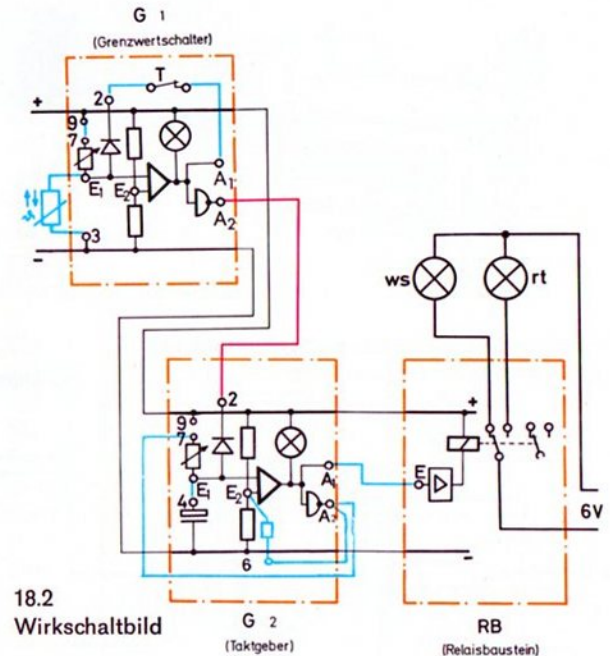 G 1
(Grenzwertschalter)
T
+
2
9
7
E₁
E₂
A₁
A₂
ϑ
3
−
ws
rt
2
+
9
7
E₁
E₂
A₁
A₂
E
4
6
−
6V
18.2
Wirkschaltbild
G 2
(Taktgeber)
RB
(Relaisbaustein)